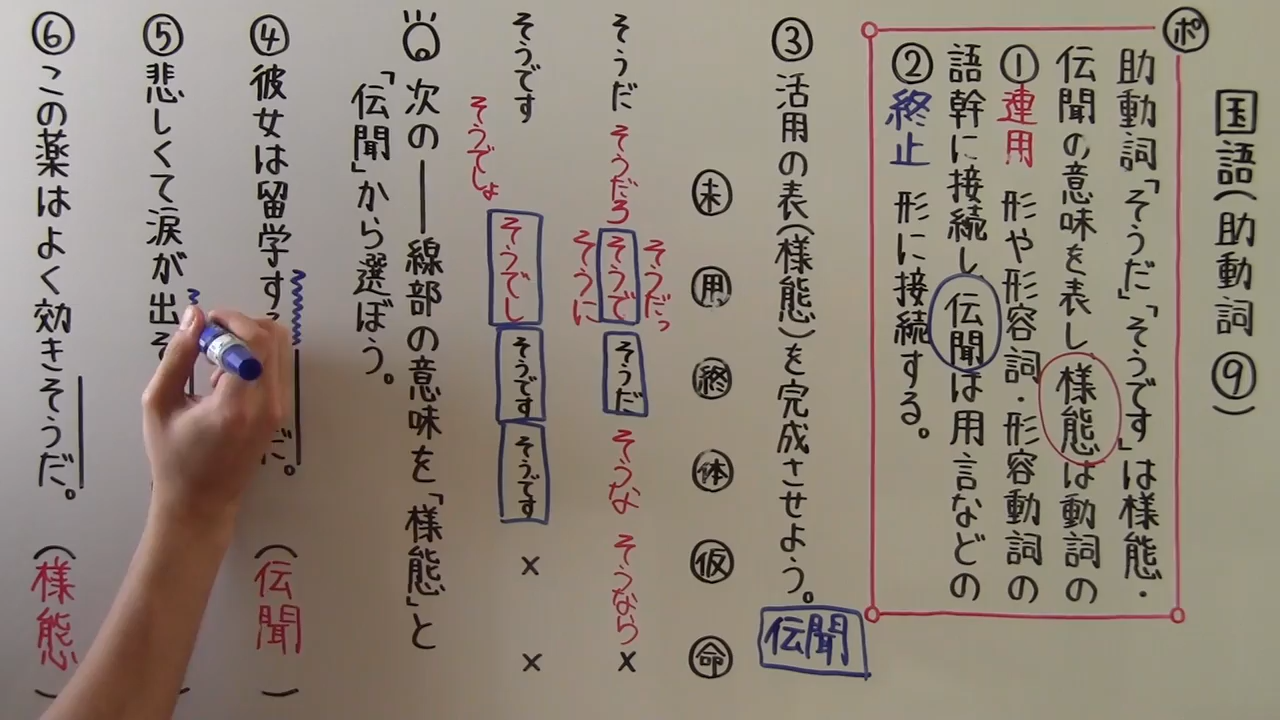 国語(助動詞⑨)
ポ
助動詞「そうだ」「そうです」は様態・
伝聞の意味を表し様態は動詞の
①連用形や形容詞・形容動詞の
語幹に接続し伝聞は用言などの
②終止形に接続する。
③活用の表(様態)を完成させよう。
伝聞
未 用 終 体 仮 命
そうだっ
そうだ そうだろ そうで そうだ そうな そうなら ×
そうに
そうです そうでし そうです そうです × ×
そうでしょ
次の――線部の意味を「様態」と
「伝聞」から選ぼう。
④彼女は留学す だ。(伝聞)
⑤悲しくて涙が出そ
⑥この薬はよく効きそうだ。(様態)